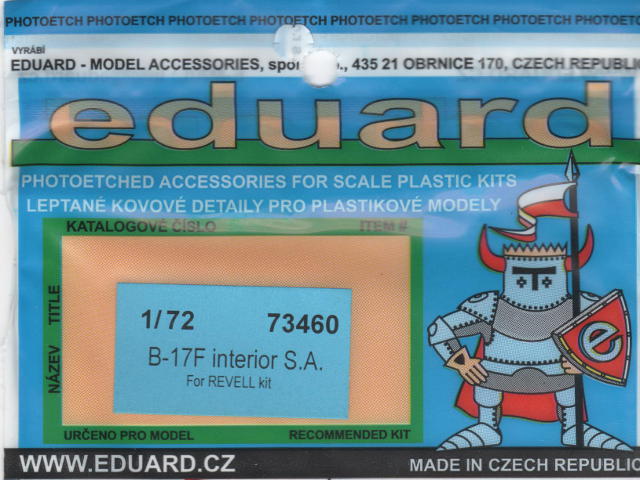 PHOTOETCH PHOTOETCH PHOTOETCH PHOTOETCH PHOTOETCH PHOTOETCH PHOTOETCH PHOTOETCH
VYRÁBÍ
EDUARD - MODEL ACCESSORIES, 435 21 OBRNICE 170, CZECH REPUBLIC
eduard
PHOTOETCHED ACCESSORIES FOR SCALE PLASTIC KITS
LEPTANÉ KOVOVÉ DETAILY PRO PLASTIKOVÉ MODELY
KATALOGOVÉ ČÍSLO ITEM #
NÁZEV TITLE
1/72 73460
B-17F interior S.A.
For REVELL kit
e
URČENO PRO MODEL RECOMMENDED KIT
WWW.EDUARD.CZ MADE IN CZECH REPUBLIC